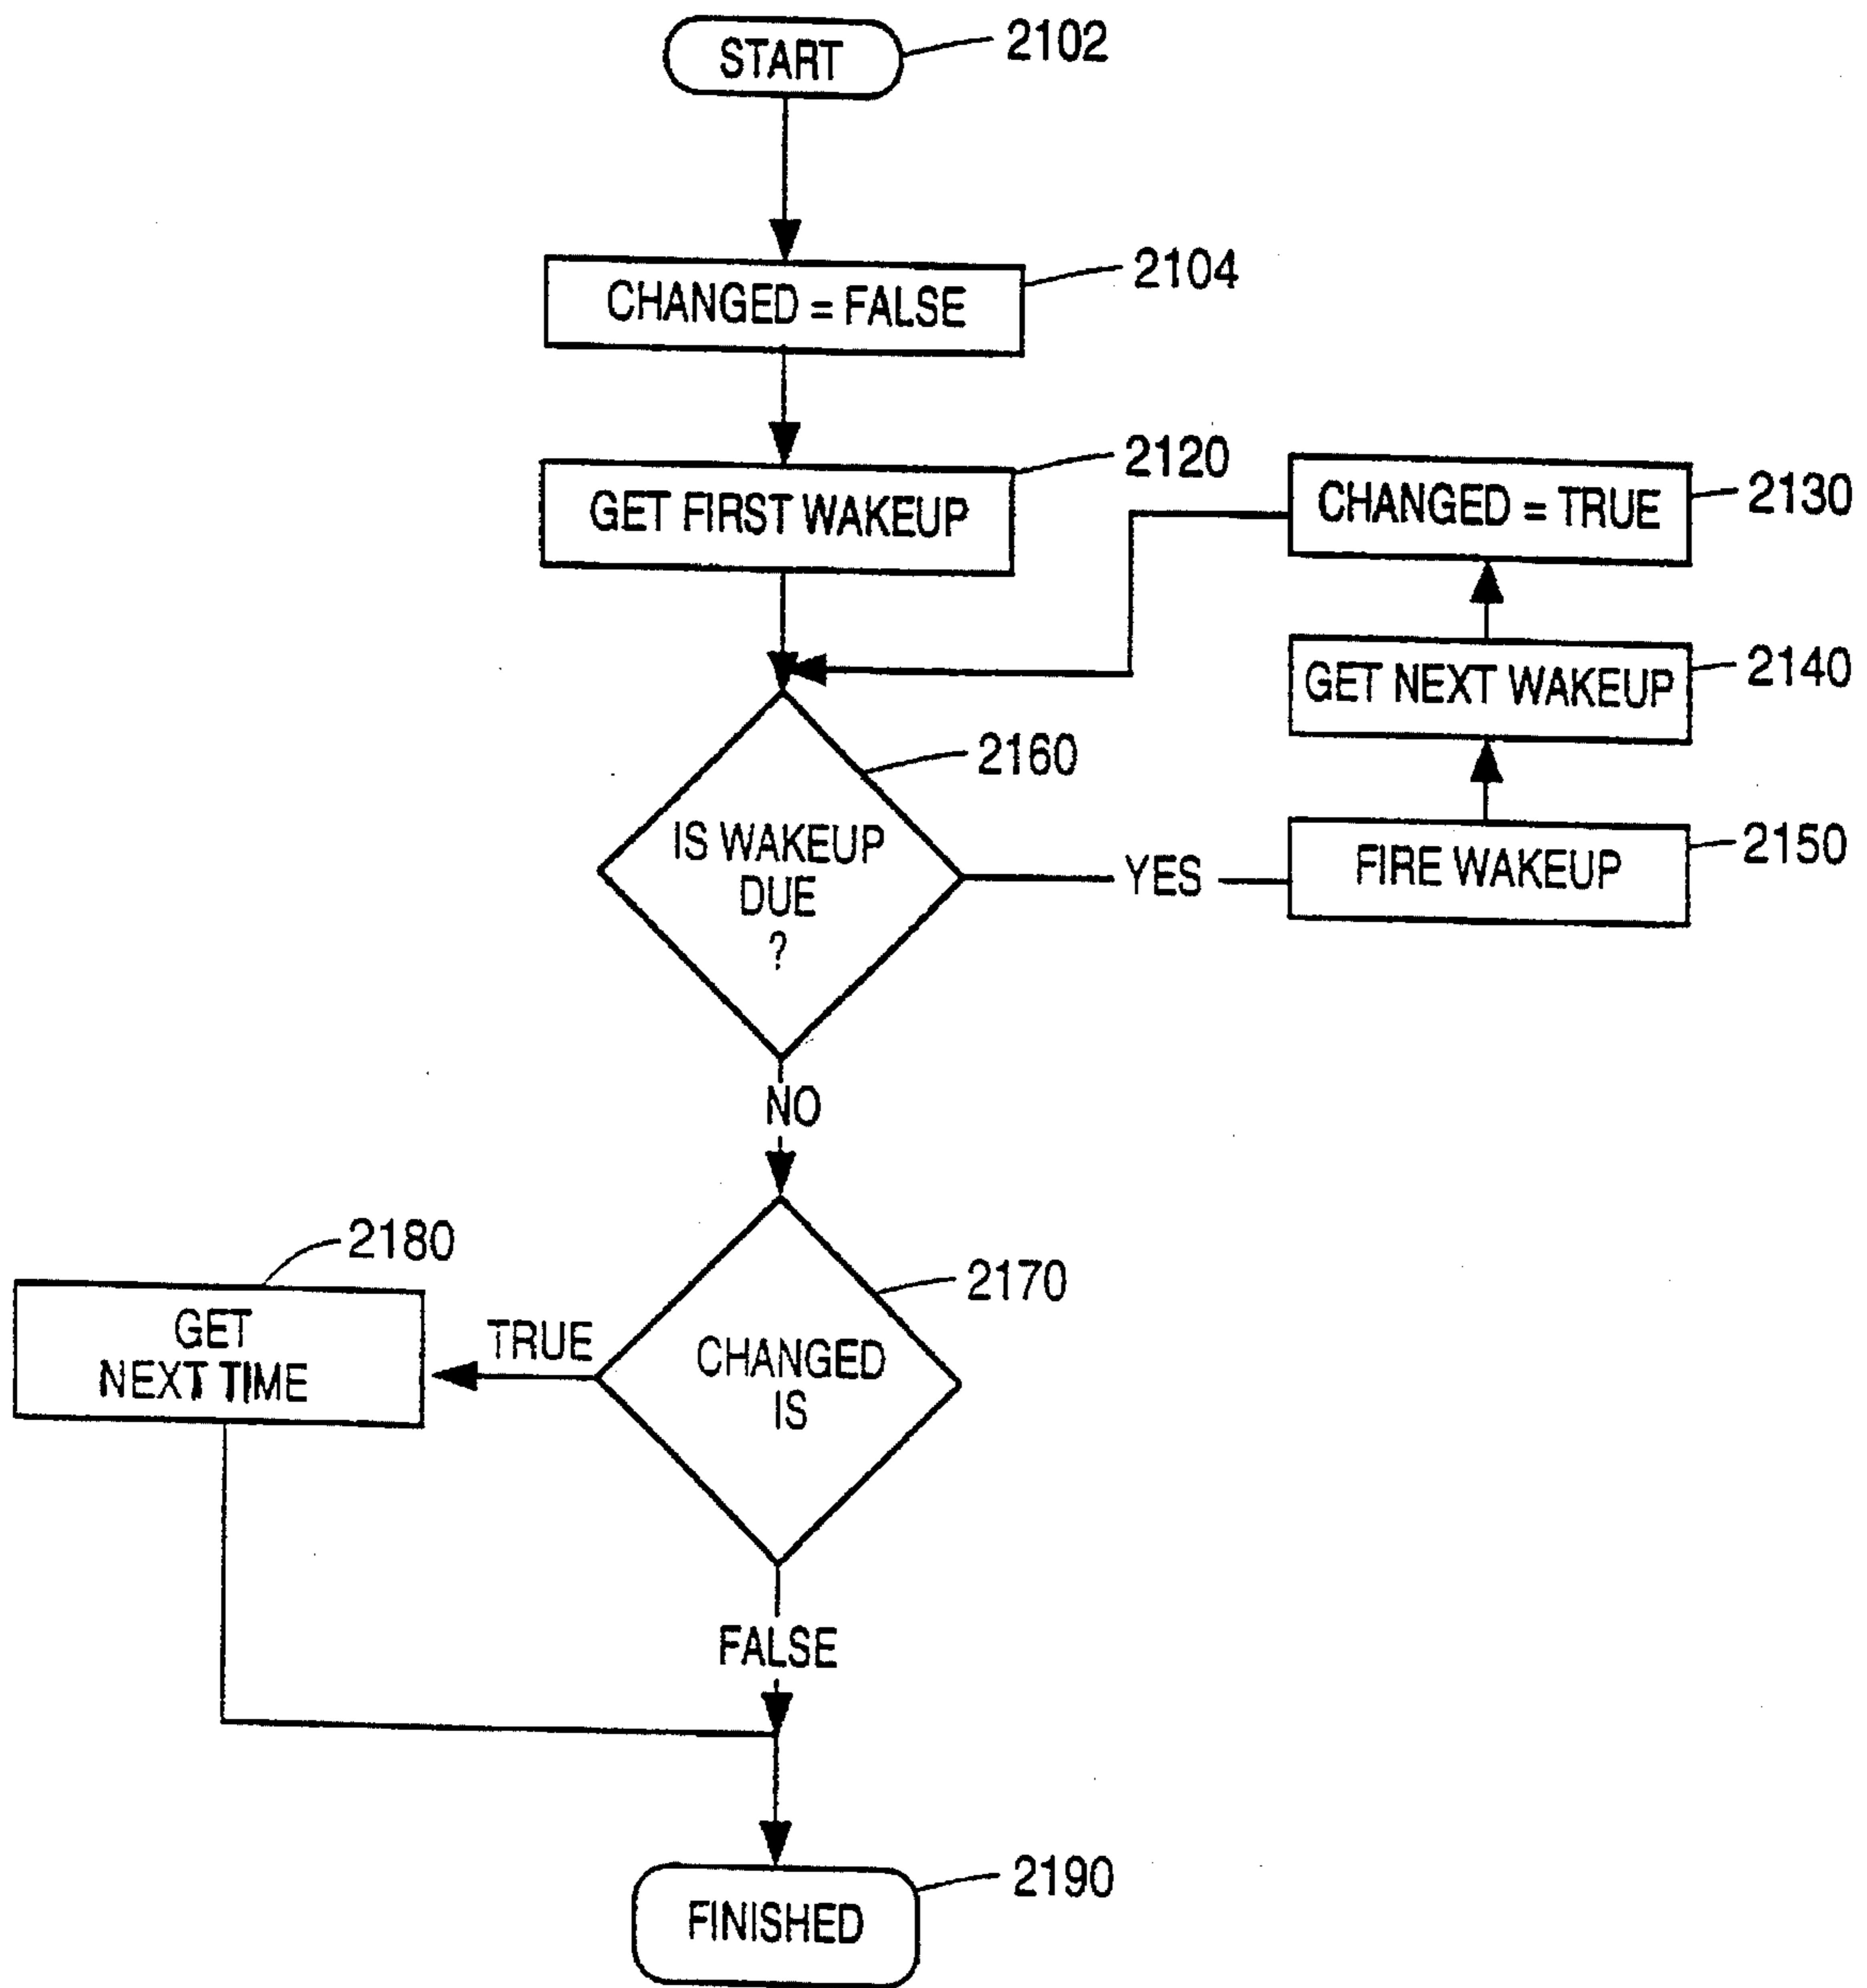 START
2102
CHANGED = FALSE
2104
GET FIRST WAKEUP
2120
CHANGED = TRUE
2130
GET NEXT WAKEUP
2140
FIRE WAKEUP
2150
IS WAKEUP
DUE
?
2160
YES
NO
CHANGED
IS
2170
TRUE
GET
NEXT TIME
2180
FALSE
FINISHED
2190